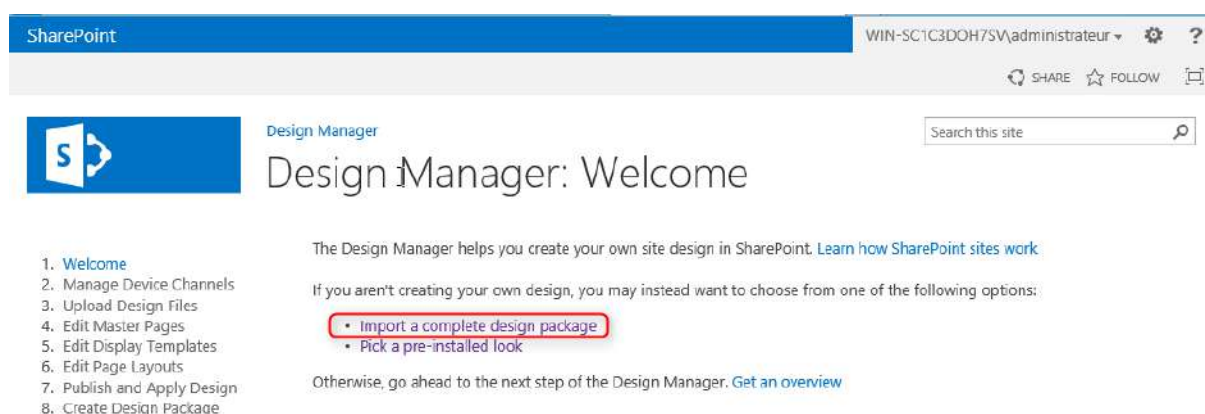 SharePoint
WIN-SC1C3DOH7SV\administrateur
?
SHARE FOLLOW
S
Design Manager
Search this site
Design Manager: Welcome
1. Welcome
2. Manage Device Channels
3. Upload Design Files
4. Edit Master Pages
5. Edit Display Templates
6. Edit Page Layouts
7. Publish and Apply Design
8. Create Design Package
The Design Manager helps you create your own site design in SharePoint. Learn how SharePoint sites work
If you aren't creating your own design, you may instead want to choose from one of the following options:
• Import a complete design package
• Pick a pre-installed look
Otherwise, go ahead to the next step of the Design Manager. Get an overview